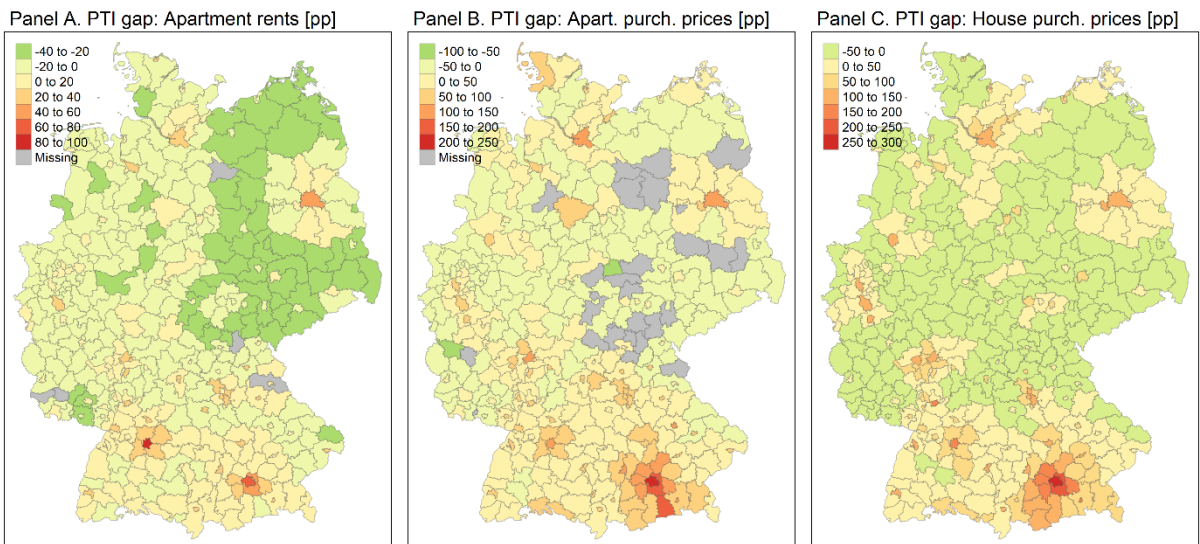 Panel A. PTI gap: Apartment rents [pp]
-40 to -20
-20 to 0
0 to 20
20 to 40
40 to 60
60 to 80
80 to 100
Missing
Panel B. PTI gap: Apart. purch. prices [pp]
-100 to -50
-50 to 0
0 to 50
50 to 100
100 to 150
150 to 200
200 to 250
Missing
Panel C. PTI gap: House purch. prices [pp]
-50 to 0
0 to 50
50 to 100
100 to 150
150 to 200
200 to 250
250 to 300